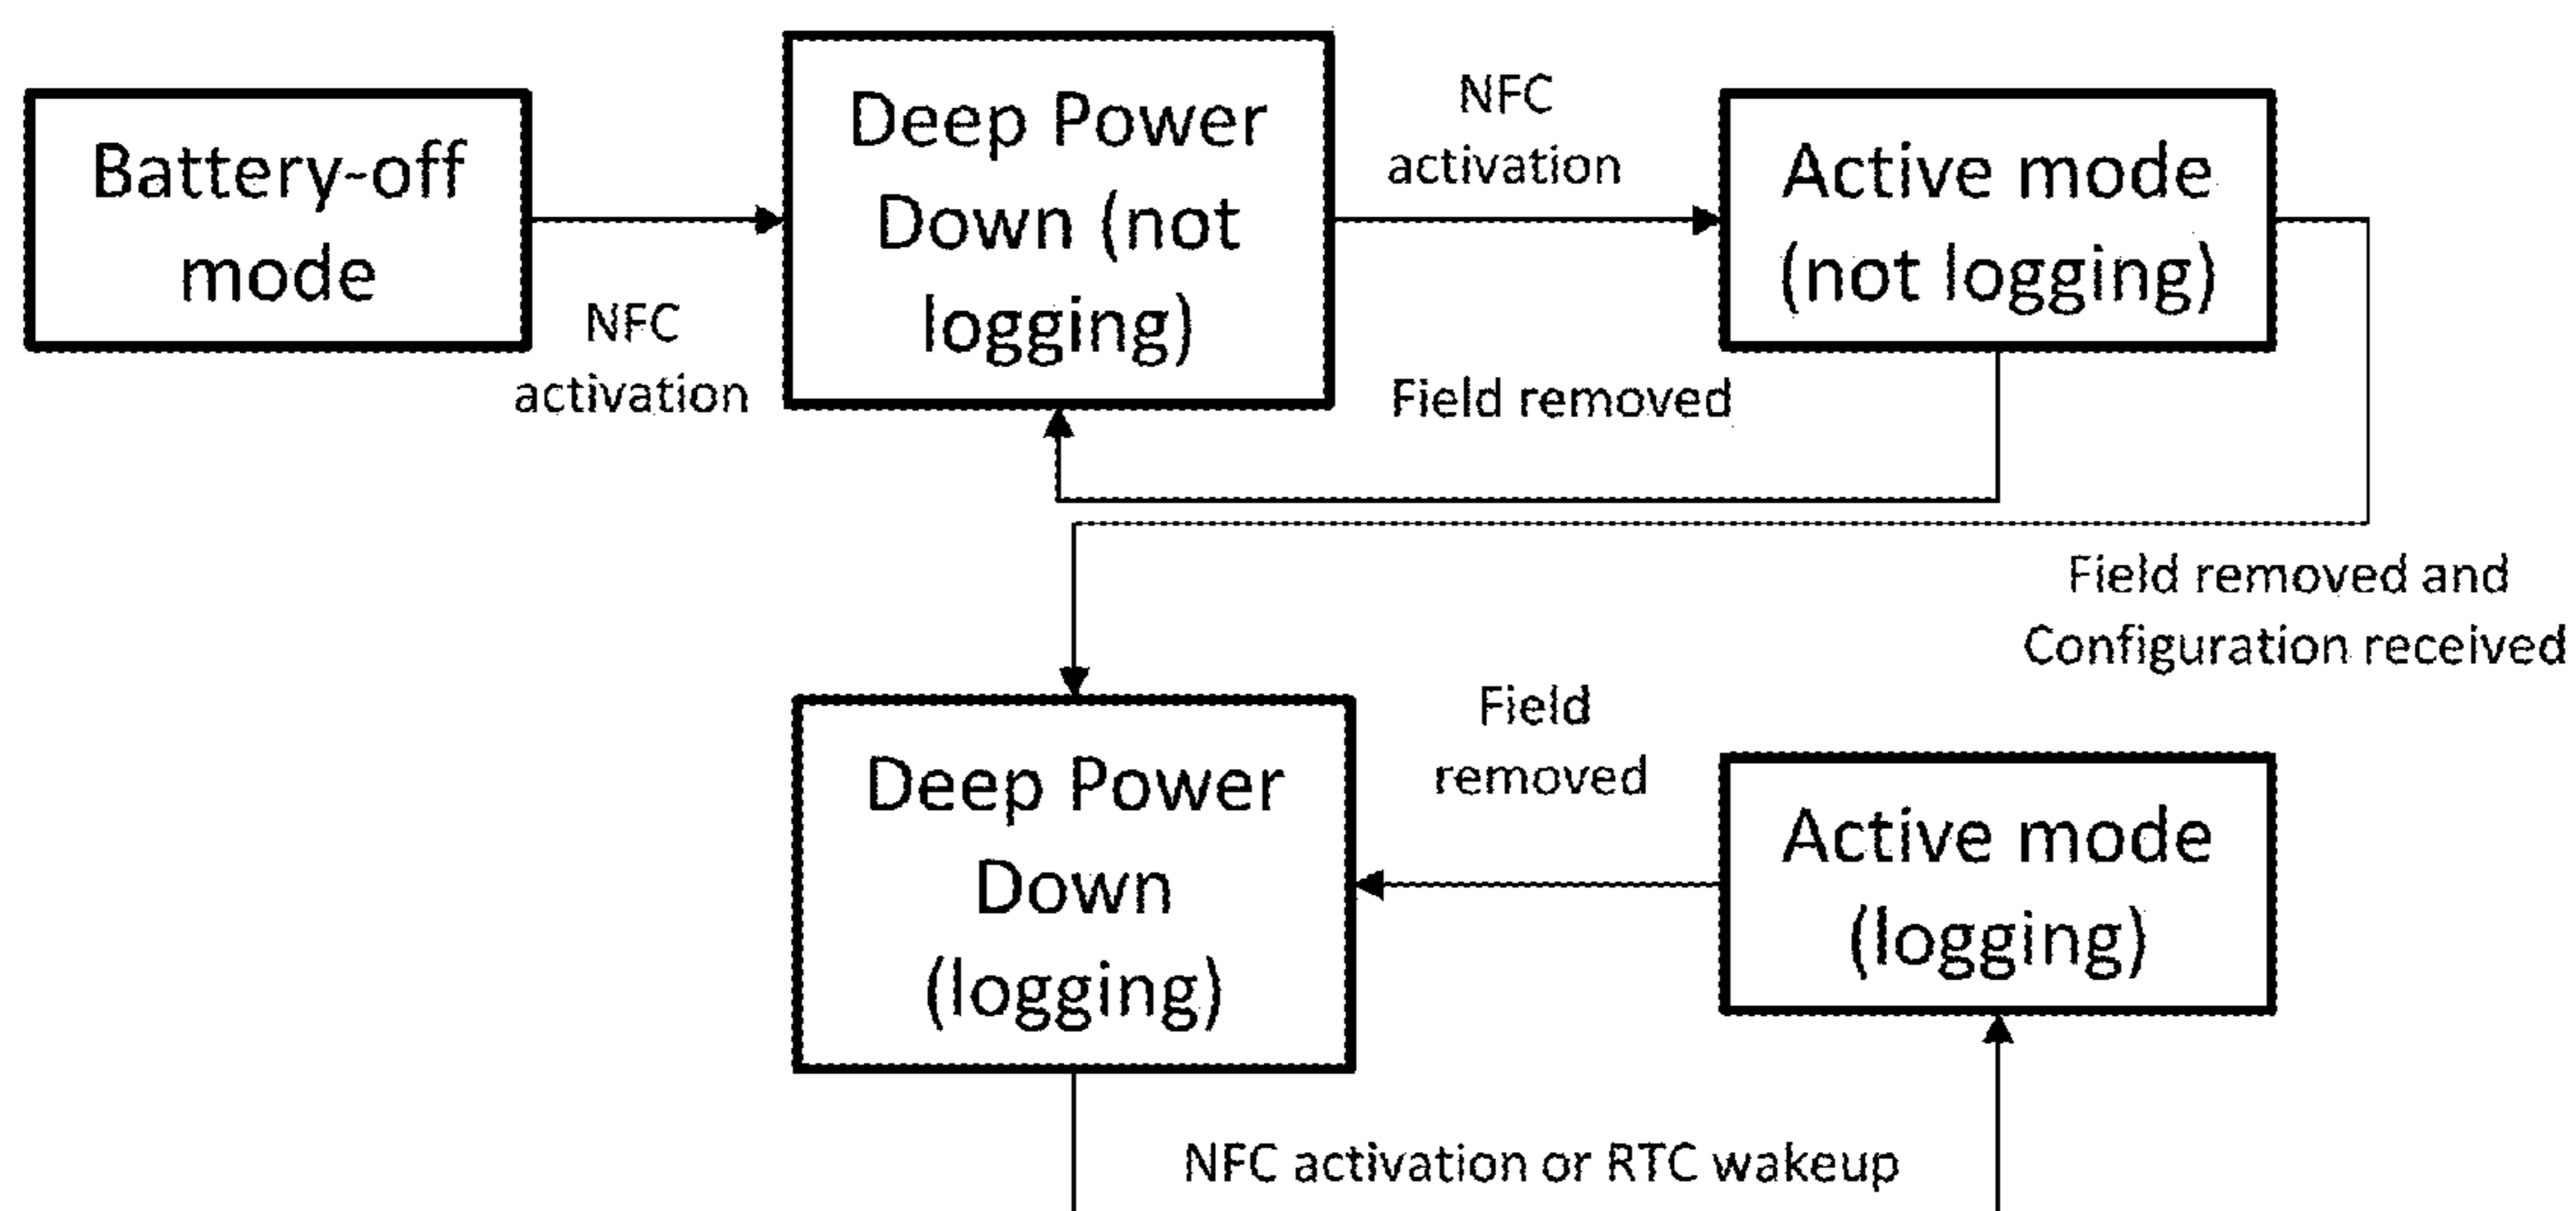 Battery-off
mode
NFC
activation
Deep Power
Down (not
logging)
NFC
activation
Active mode
(not logging)
Field removed
Field removed and
Configuration received
Deep Power
Down
(logging)
Field
removed
Active mode
(logging)
NFC activation or RTC wakeup